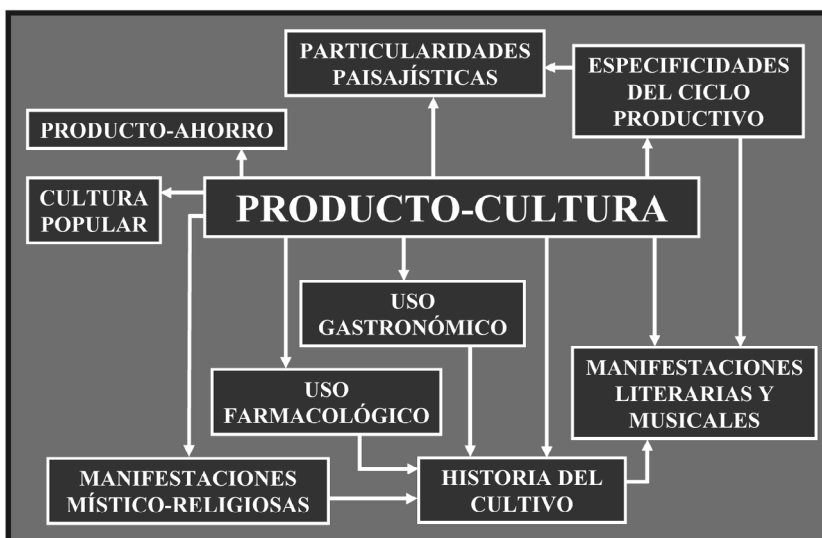 PARTICULARIDADES
PAISAJÍSTICAS
ESPECIFICIDADES
DEL CICLO
PRODUCTIVO
PRODUCTO-AHORRO
CULTURA
POPULAR
PRODUCTO-CULTURA
USO
GASTRONÓMICO
USO
FARMACOLÓGICO
MANIFESTACIONES
LITERARIAS Y
MUSICALES
MANIFESTACIONES
MÍSTICO-RELIGIOSAS
HISTORIA DEL
CULTIVO